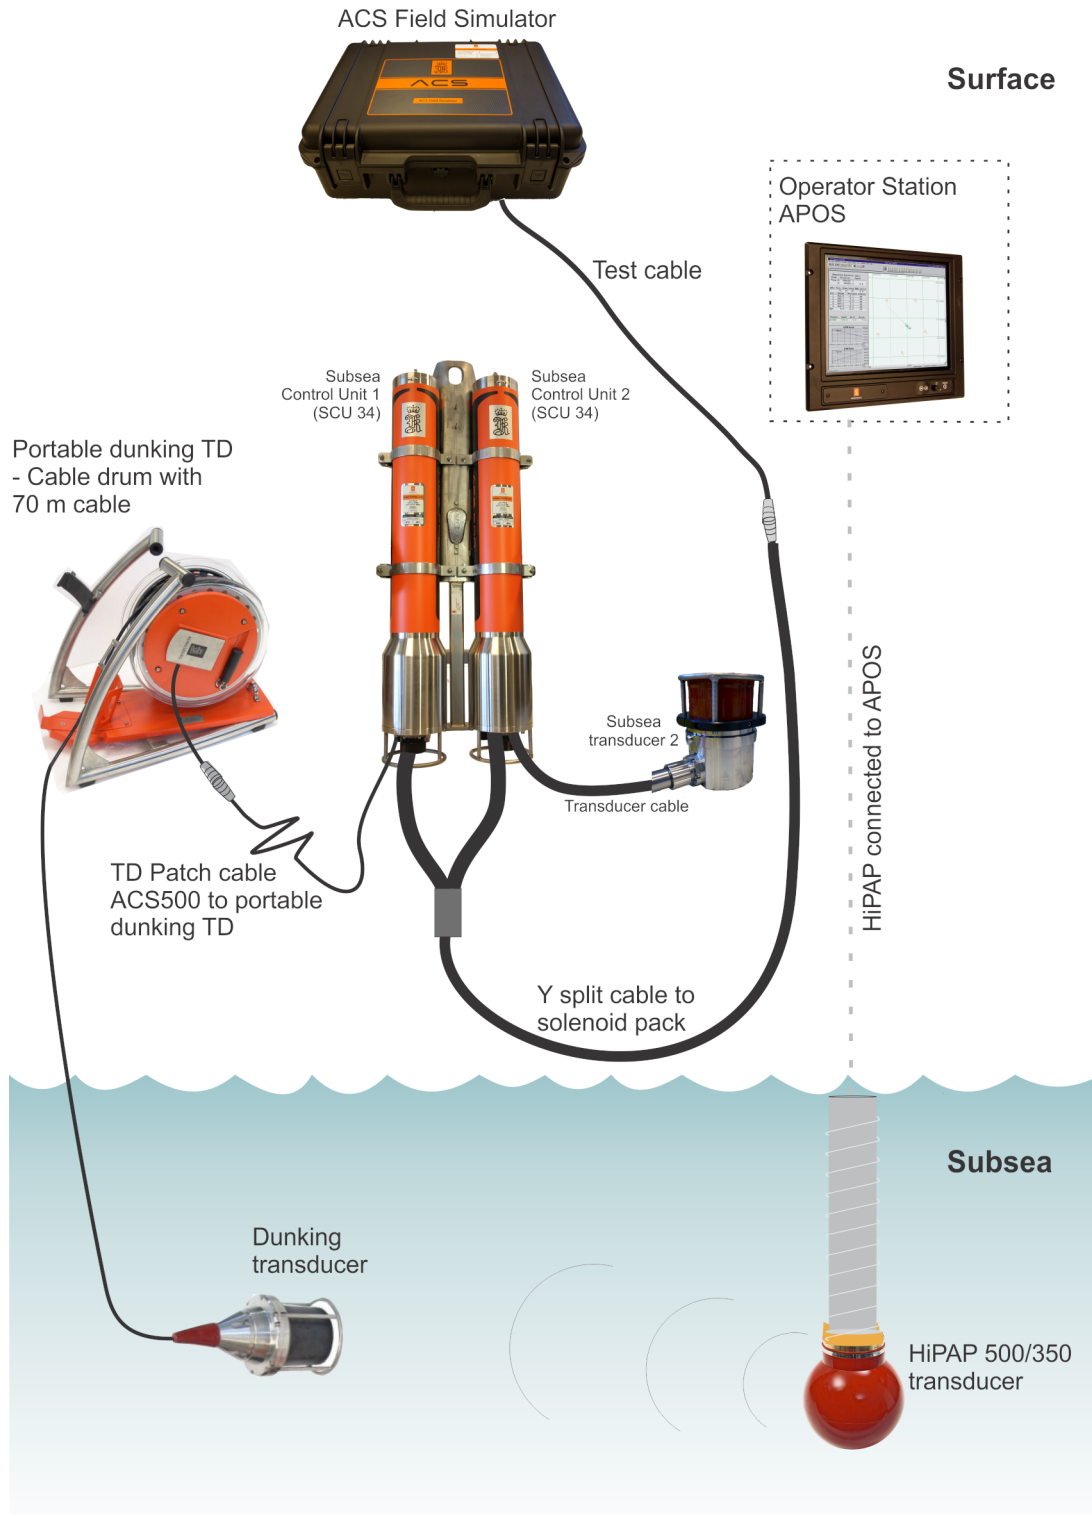 ACS Field Simulator
Surface
ACS
Operator Station
APOS
Test cable
Subsea
Control Unit 1
(SCU 34)
Subsea
Control Unit 2
(SCU 34)
Portable dunking TD
- Cable drum with
70 m cable
HiPAP connected to APOS
Subsea
transducer 2
Transducer cable
TD Patch cable
ACS500 to portable
dunking TD
Y split cable to
solenoid pack
Subsea
Dunking
transducer
HiPAP 500/350
transducer